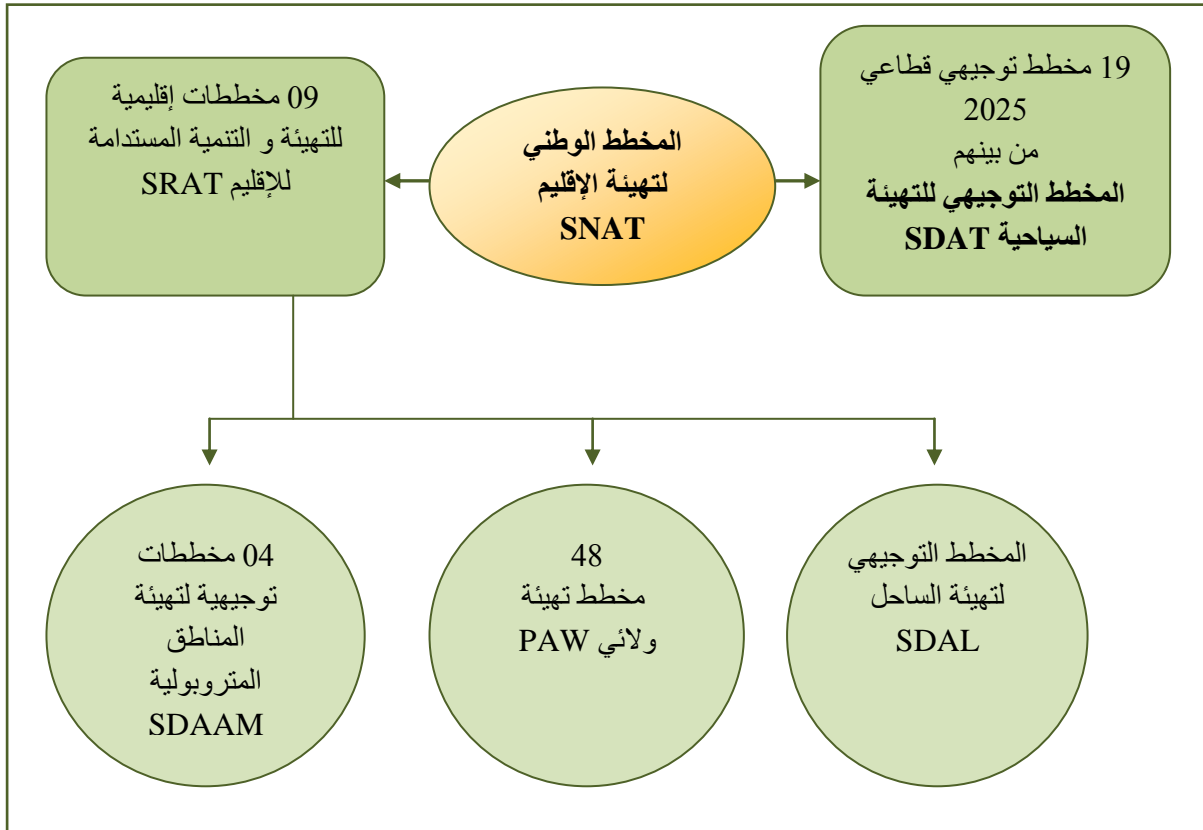 19 مخطط توجيهي قطاعي
2025
من بينهم
المخطط التوجيهي للتهيئة
السياحية SDAT
المخطط الوطني
لتهيئة الإقليم
SNAT
09 مخططات إقليمية
للتهيئة و التنمية المستدامة
للإقليم SRAT
المخطط التوجيهي
لتهيئة الساحل
SDAL
48
مخطط تهيئة
ولائي PAW
04 مخططات
توجيهية لتهيئة
المناطق
المتروبولية
SDAAM